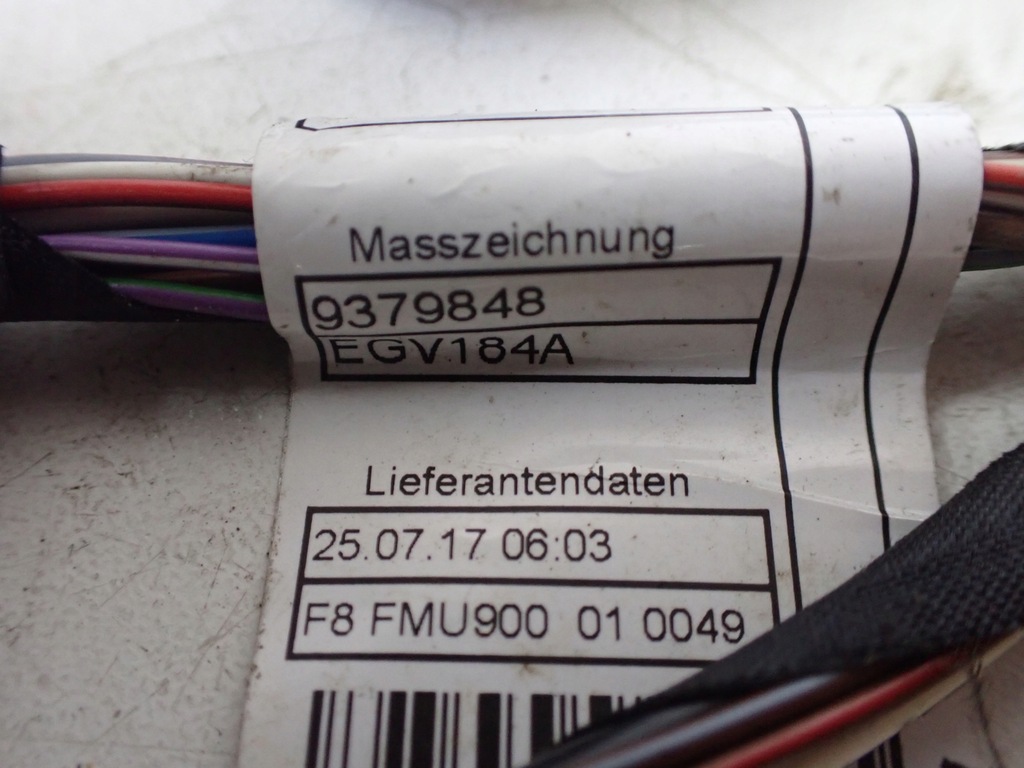 Masszeichnung
9379848
EGV184A
Lieferantendaten
25.07.17 06:03
F8 FMU900 01 0049